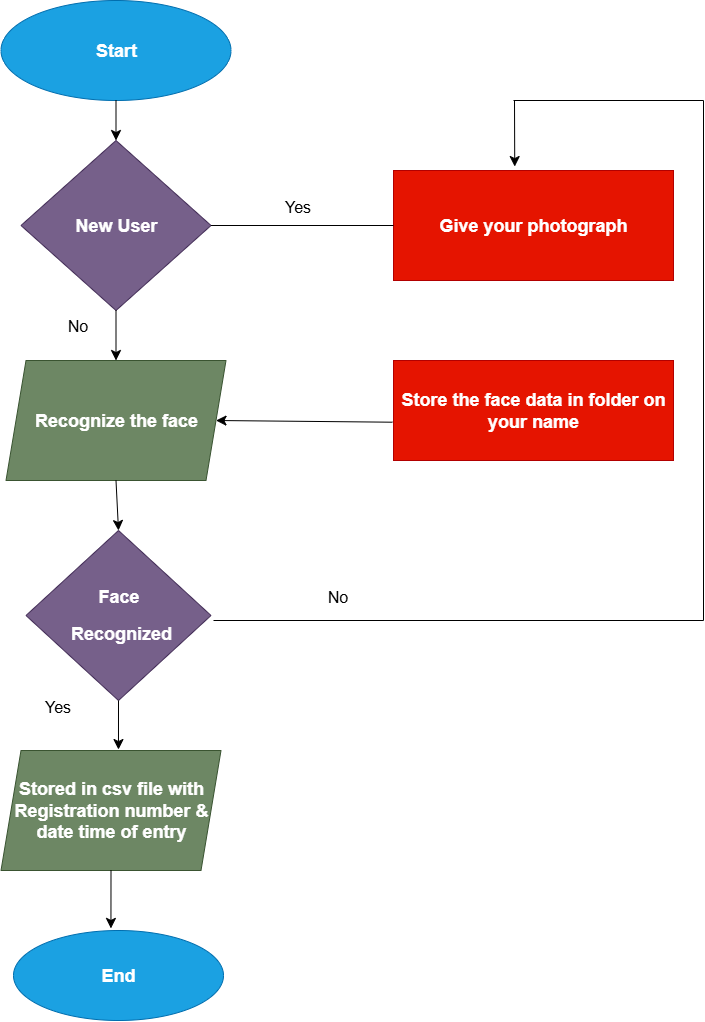 Start
New User
Yes
Give your photograph
No
Recognize the face
Store the face data in folder on
your name
Face
Recognized
No
Yes
Stored in csv file with
Registration number &
date time of entry
End